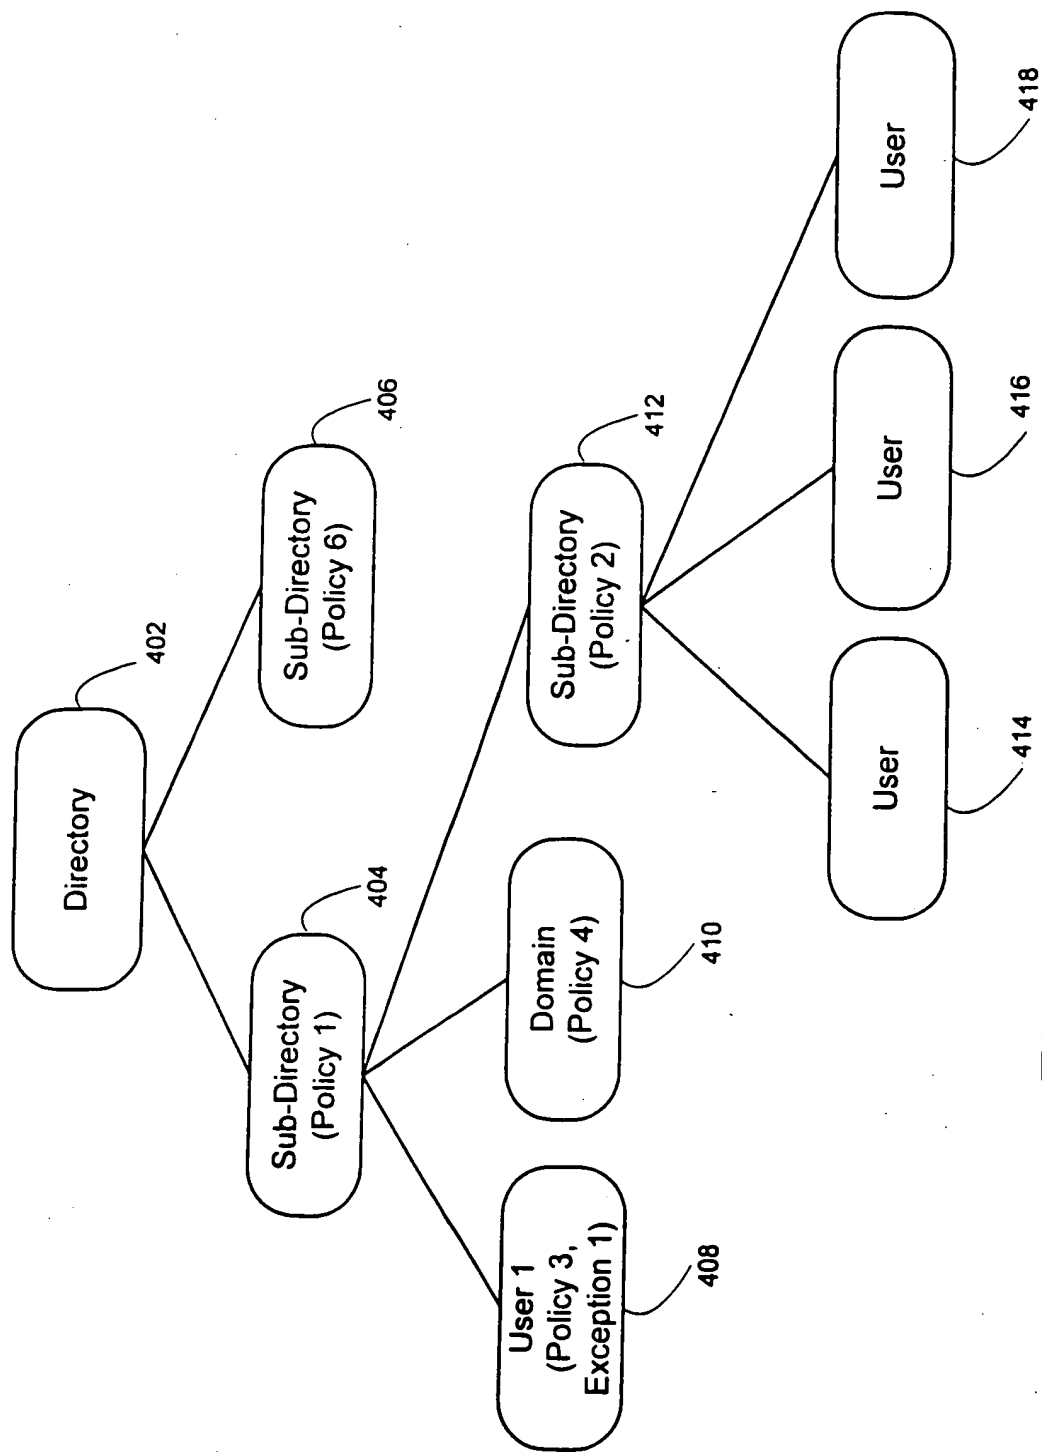 Directory
402
Sub-Directory
(Policy 1)
404
Sub-Directory
(Policy 6)
406
User 1
(Policy 3,
Exception 1)
408
Domain
(Policy 4)
410
Sub-Directory
(Policy 2)
412
User
414
User
416
User
418